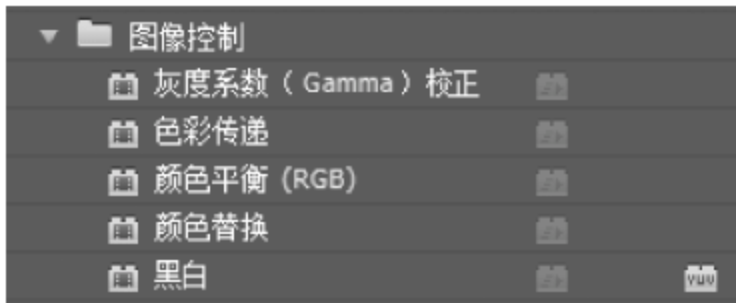 图像控制
灰度系数（Gamma）校正
色彩传递
颜色平衡 (RGB)
颜色替换
黑白
YUV